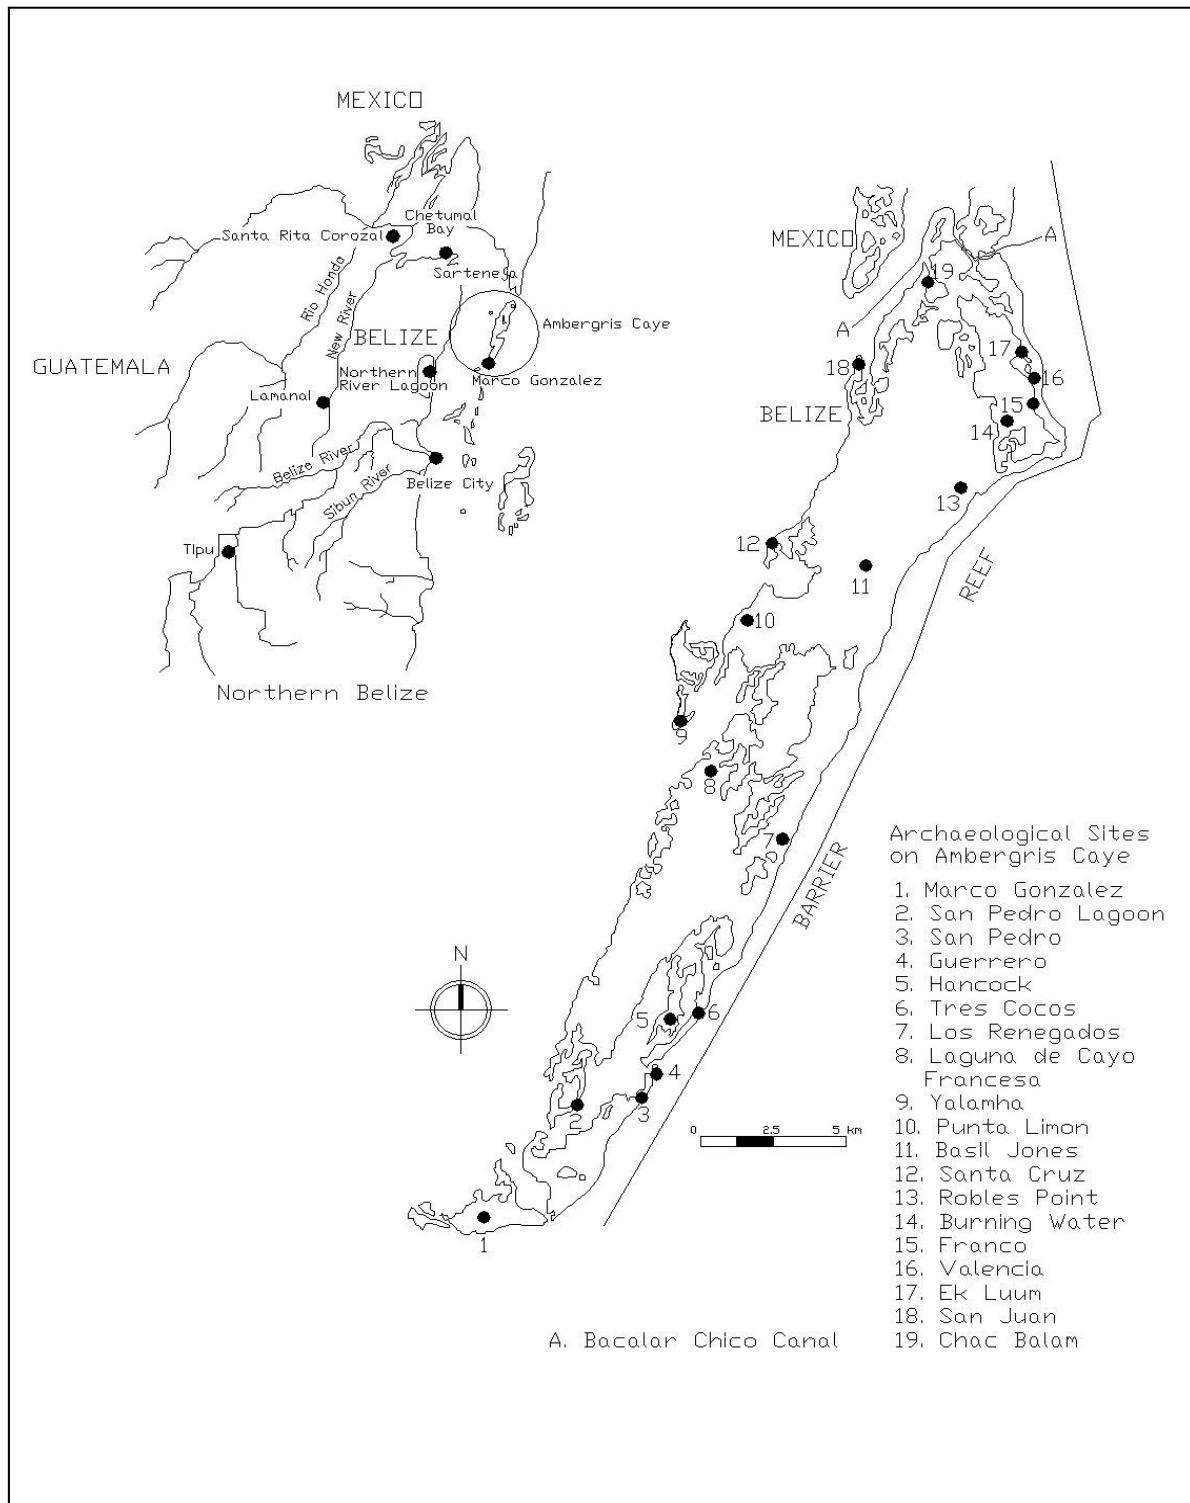 MEXICO
Chetumal
Bay
Santa Rita Corozal
Sarteneja
Rio Hondo
New River
Ambergris Caye
BELIZE
GUATEMALA
Northern
River Lagoon
Marco Gonzalez
Lamanai
Belize River
Sibun River
Belize City
Tipu
Northern Belize
MEXICO
A
19
A
17
18
16
15
BELIZE
14
13
12
11
REEF
10
9
8
7
BARRIER
N
5
6
4
3
2
1
0 2.5 5 km
Archaeological Sites
on Ambergris Caye
1. Marco Gonzalez
2. San Pedro Lagoon
3. San Pedro
4. Guerrero
5. Hancock
6. Tres Cocos
7. Los Renegados
8. Laguna de Cayo
Francesa
9. Yalamha
10. Punta Limon
11. Basil Jones
12. Santa Cruz
13. Robles Point
14. Burning Water
15. Franco
16. Valencia
17. Ek Luum
18. San Juan
19. Chac Balam
A. Bacalar Chico Canal